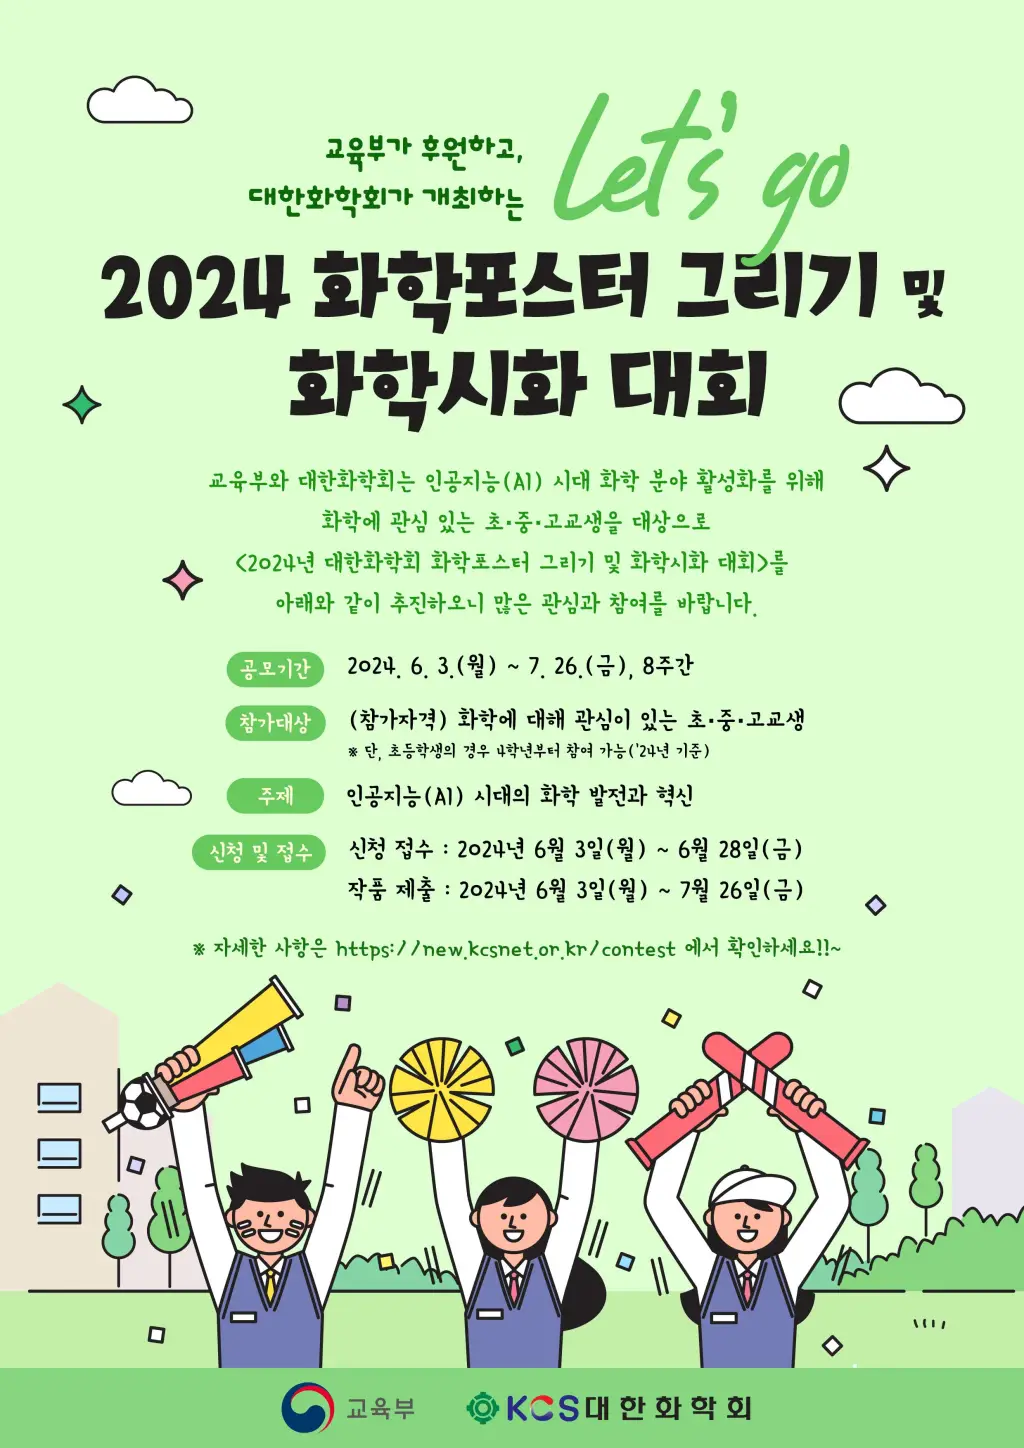 교육부가 후원하고,
대한화학회가 개최하는
Let's go
2024 화학포스터 그리기 및
화학시화 대회
교육부와 대한화학회는 인공지능(AI) 시대 화학 분야 활성화를 위해
화학에 관심 있는 초·중·고교생을 대상으로
<2024년 대한화학회 화학포스터 그리기 및 화학시화 대회>를
아래와 같이 추진하오니 많은 관심과 참여를 바랍니다.
공모기간 2024. 6. 3.(월) ~ 7. 26.(금), 8주간
참가대상 (참가자격) 화학에 대해 관심이 있는 초·중·고교생
※ 단, 초등학생의 경우 4학년부터 참여 가능('24년 기준)
주제 인공지능(AI) 시대의 화학 발전과 혁신
신청 및 접수 신청 접수 : 2024년 6월 3일(월) ~ 6월 28일(금)
작품 제출 : 2024년 6월 3일(월) ~ 7월 26일(금)
※ 자세한 사항은 https://new.kcsnet.or.kr/contest 에서 확인하세요!!~
교육부 KCS대한화학회